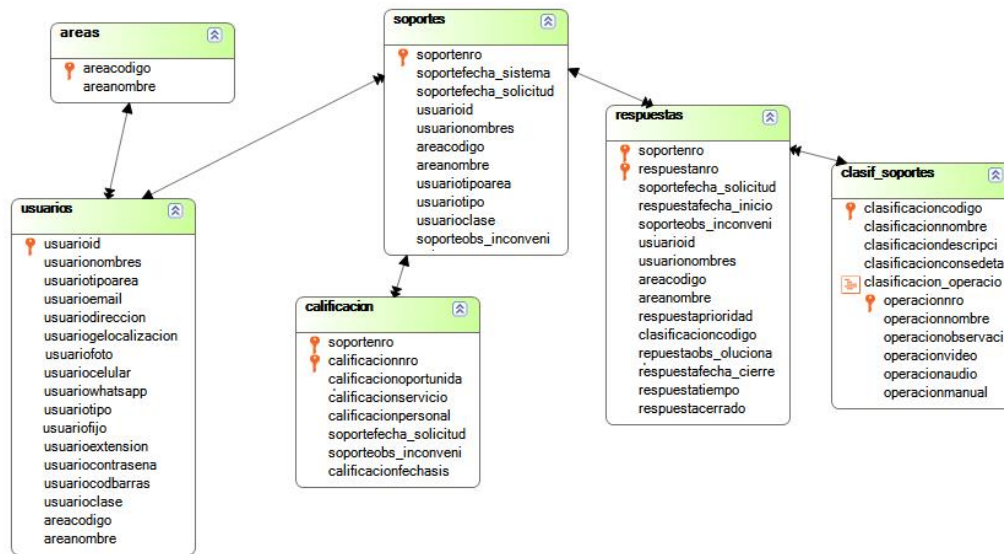 areas
areacodigo
areanombre
usuarios
usuarioid
usuarionombres
usuariotipoarea
usuarioemail
usuariodireccion
usuariogelocalizacion
usuariofoto
usuariocelular
usuariowhatsapp
usuariotipo
usuariofijo
usuarioextension
usuariocontrasena
usuariocodbarras
usuarioclase
areacodigo
areanombre
soportes
soportenro
soportefecha_sistema
soportefecha_solicitud
usuarioid
usuarionombres
areacodigo
areanombre
usuariotipoarea
usuariotipo
usuarioclase
soporteobs_inconveni
calificacion
soportenro
calificacionnro
calificacionoportunida
calificacionservicio
calificacionpersonal
soportefecha_solicitud
soporteobs_inconveni
calificacionfechasis
respuestas
soportenro
respuestanro
soportefecha_solicitud
respuestafecha_inicio
soporteobs_inconveni
usuarioid
usuarionombres
areacodigo
areanombre
respuestaprioridad
clasificacioncodigo
repuestaobs_oluciona
respuestafecha_cierre
respuestatiempo
respuestacerrado
clasif_soportes
clasificacioncodigo
clasificacionnombre
clasificaciondescripci
clasificacionconsedeta
clasificacion_operacio
operacionnro
operacionnombre
operacionobservaci
operacionvideo
operacionaudio
operacionmanual